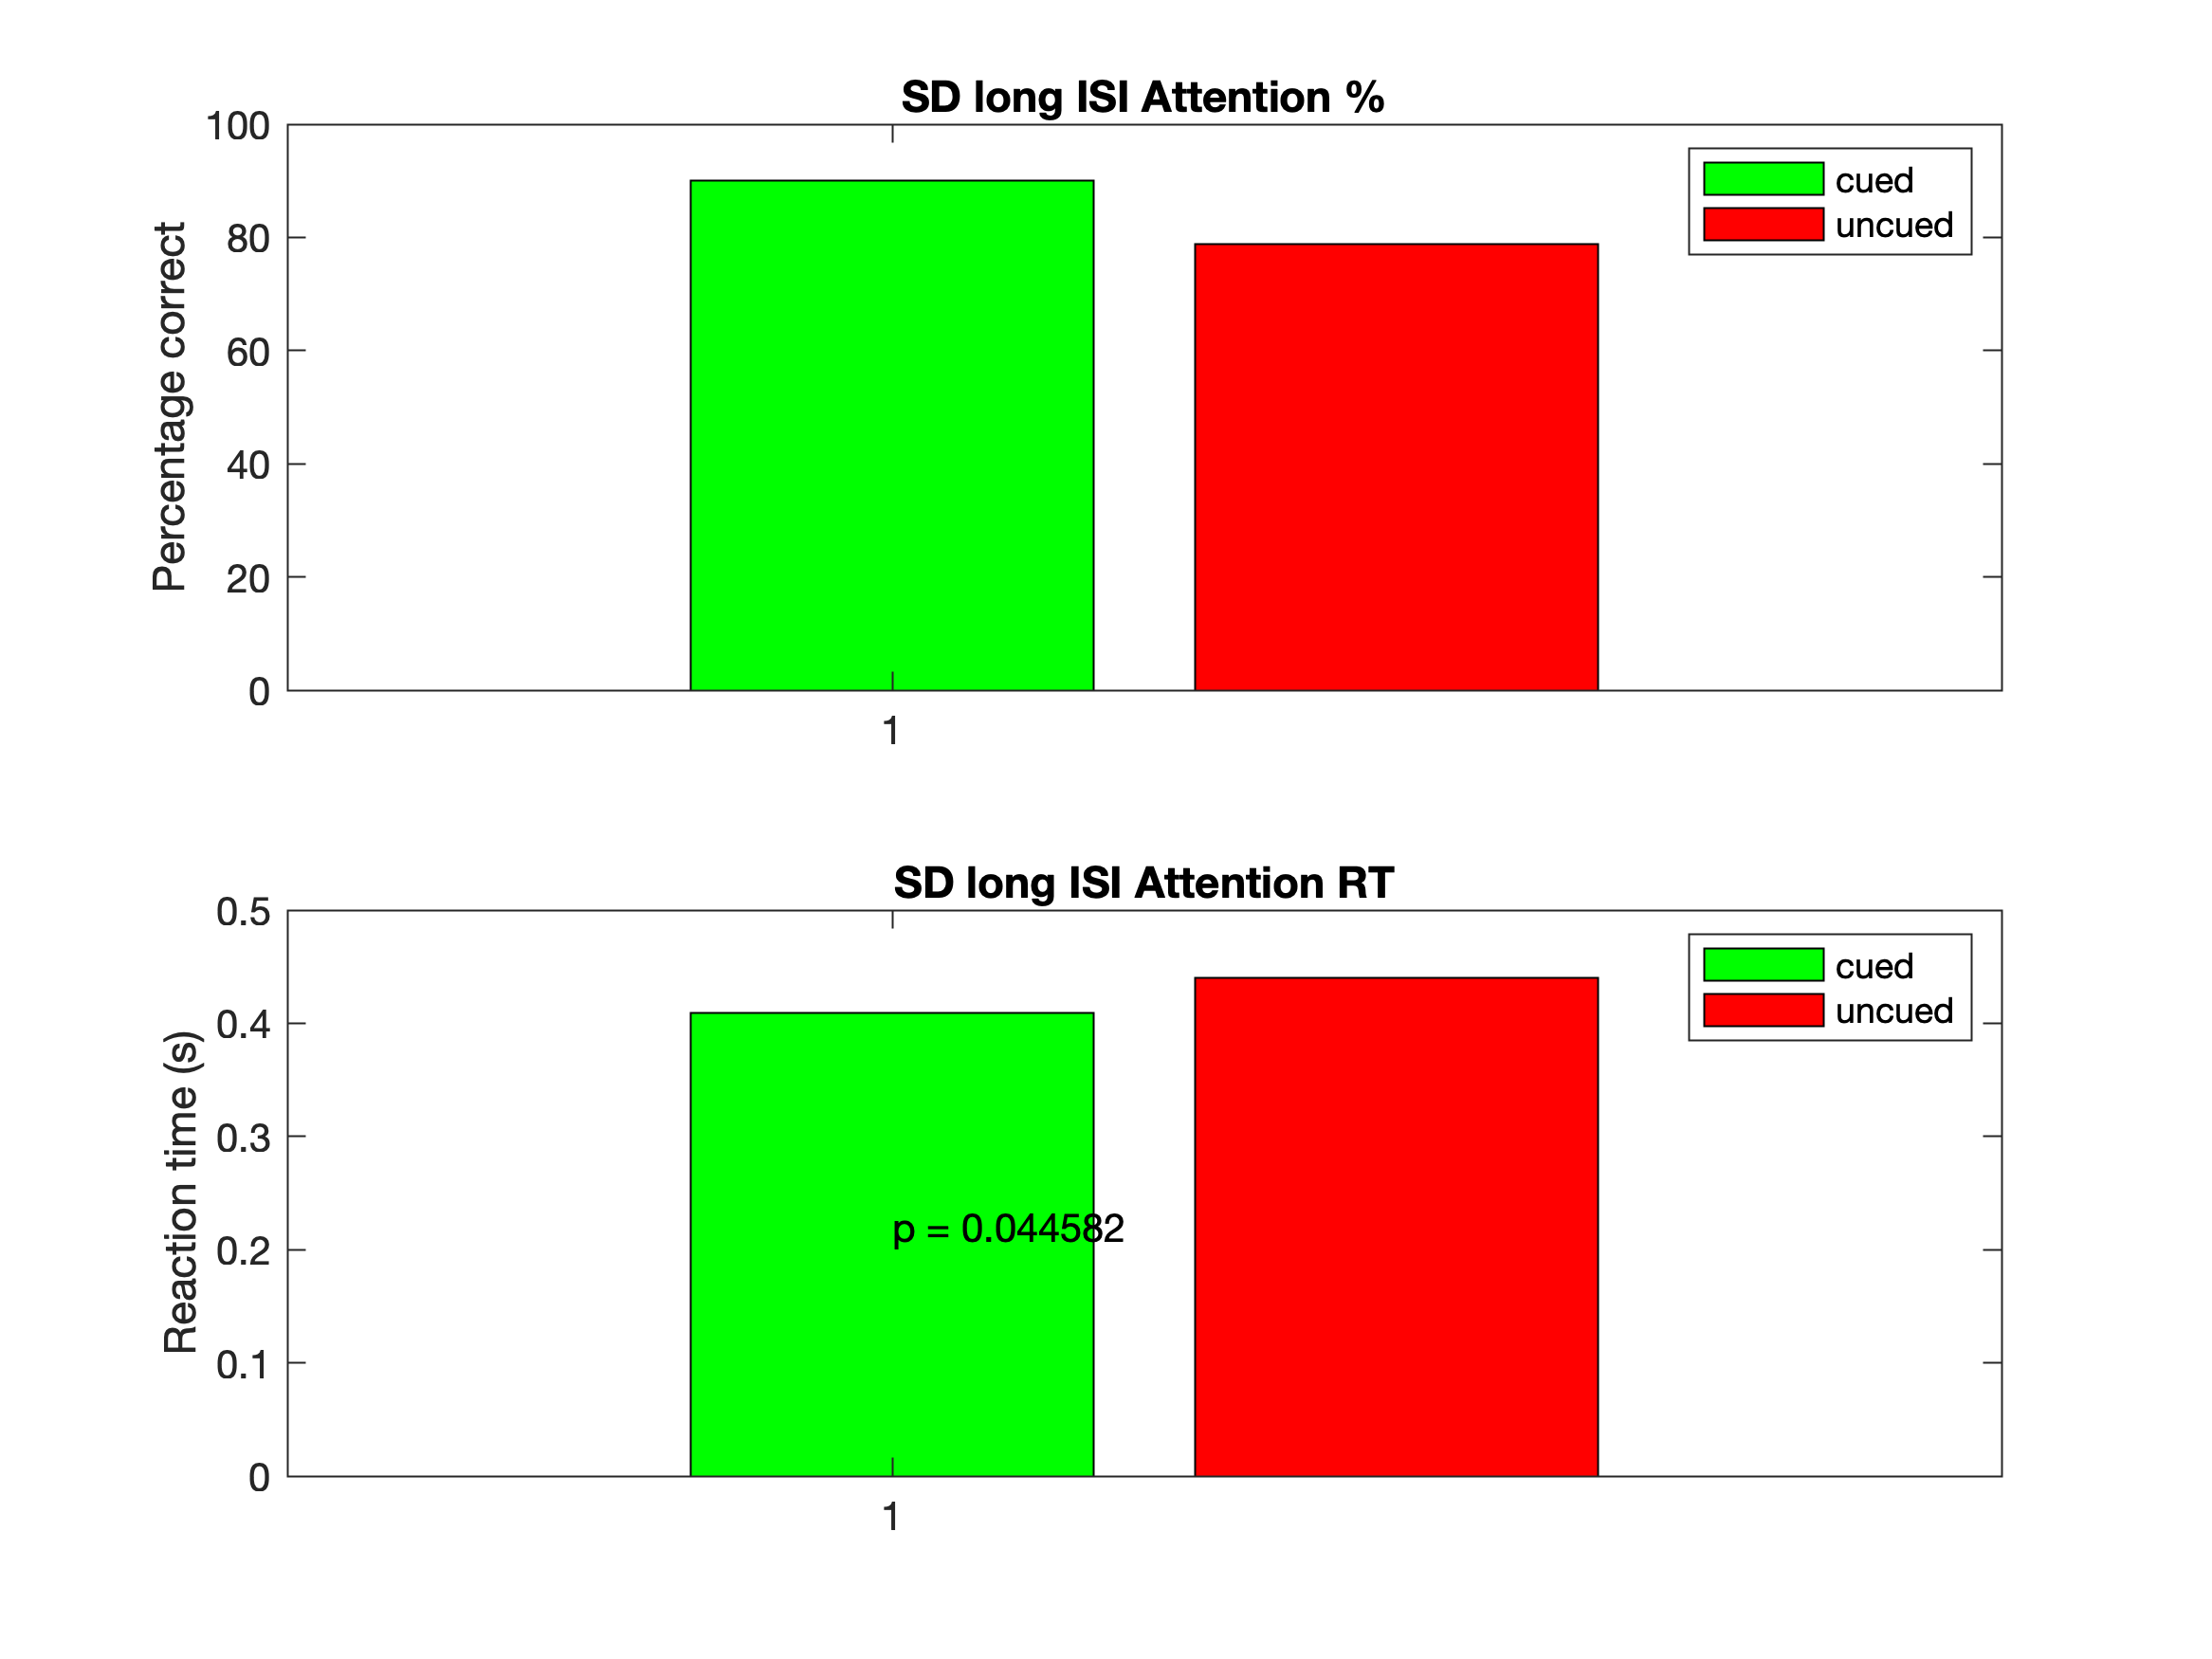 SD long ISI Attention %
100
80
60
40
20
0
Percentage correct
cued
uncued
1
SD long ISI Attention RT
0.5
0.4
0.3
0.2
0.1
0
Reaction time (s)
cued
uncued
p = 0.044582
1